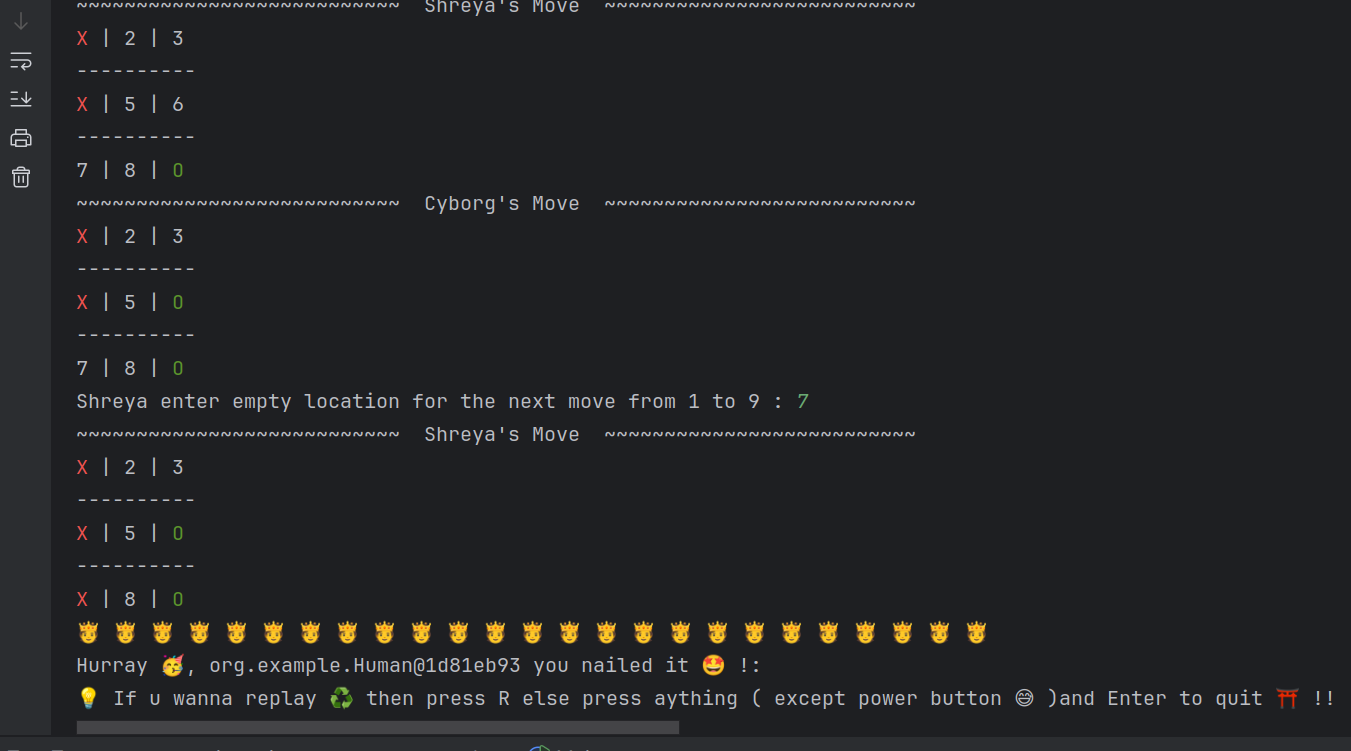 ~~~~~~~~~~~~~~~~~~~~~~~~~~~  Shreya's Move  ~~~~~~~~~~~~~~~~~~~~~~~~~~
X | 2 | 3
----------
X | 5 | 6
----------
7 | 8 | O
~~~~~~~~~~~~~~~~~~~~~~~~~~~  Cyborg's Move  ~~~~~~~~~~~~~~~~~~~~~~~~~~
X | 2 | 3
----------
X | 5 | O
----------
7 | 8 | O
Shreya enter empty location for the next move from 1 to 9 : 7
~~~~~~~~~~~~~~~~~~~~~~~~~~~  Shreya's Move  ~~~~~~~~~~~~~~~~~~~~~~~~~~
X | 2 | 3
----------
X | 5 | O
----------
X | 8 | O
👸 👸 👸 👸 👸 👸 👸 👸 👸 👸 👸 👸 👸 👸 👸 👸 👸 👸 👸 👸 👸 👸 👸 👸 👸
Hurray 🥳, org.example.Human@1d81eb93 you nailed it 🤩 !:
💡 If u wanna replay ♻️ then press R else press aything ( except power button 😅 )and Enter to quit ⛩️ !!